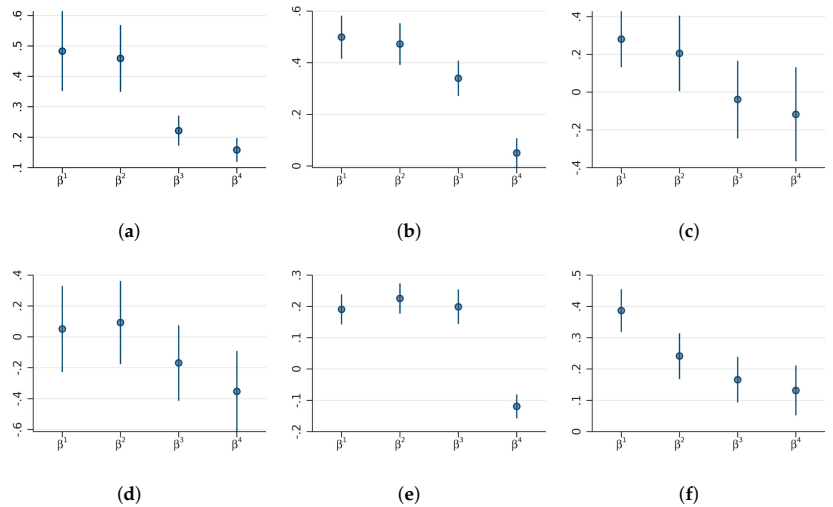 .6
.5
.4
.3
.2
.1
β¹ β² β³ β⁴
(a)
.6
.4
.2
0
β¹ β² β³ β⁴
(b)
.4
.2
0
-.2
-.4
β¹ β² β³ β⁴
(c)
.4
.2
0
-.2
-.4
-.6
β¹ β² β³ β⁴
(d)
.3
.2
.1
0
-.1
-.2
β¹ β² β³ β⁴
(e)
.5
.4
.3
.2
.1
0
β¹ β² β³ β⁴
(f)